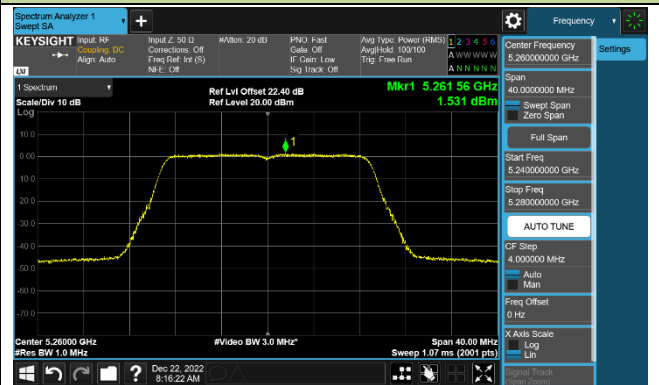 Spectrum Analyzer 1
Swept SA
Frequency
KEYSIGHT
Input: RF
Coupling: DC
Align: Auto
Input Z: 50 Ω
Corrections: Off
Freq Ref: Int (S)
NFE: Off
#Atten: 20 dB
PNO: Fast
Gate: Off
IF Gain: Low
Sig Track: Off
Avg Type: Power (RMS)
Avg|Hold: 100/100
Trig: Free Run
1 2 3 4 5 6
A W W W W W
A N N N N N
LXI
1 Spectrum
Scale/Div 10 dB
Ref Lvl Offset 22.40 dB
Ref Level 20.00 dBm
Mkr1 5.261 56 GHz
1.531 dBm
Log
10.0
0.00
-10.0
-20.0
-30.0
-40.0
-50.0
-60.0
-70.0
1
Center 5.26000 GHz
#Res BW 1.0 MHz
#Video BW 3.0 MHz*
Span 40.00 MHz
Sweep 1.07 ms (2001 pts)
Dec 22, 2022
8:16:22 AM
?
Center Frequency
5.260000000 GHz
Settings
Span
40.0000000 MHz
Swept Span
Zero Span
Full Span
Start Freq
5.240000000 GHz
Stop Freq
5.280000000 GHz
AUTO TUNE
CF Step
4.000000 MHz
Auto
Man
Freq Offset
0 Hz
X Axis Scale
Log
Lin
Signal Track
(Span Zoom)